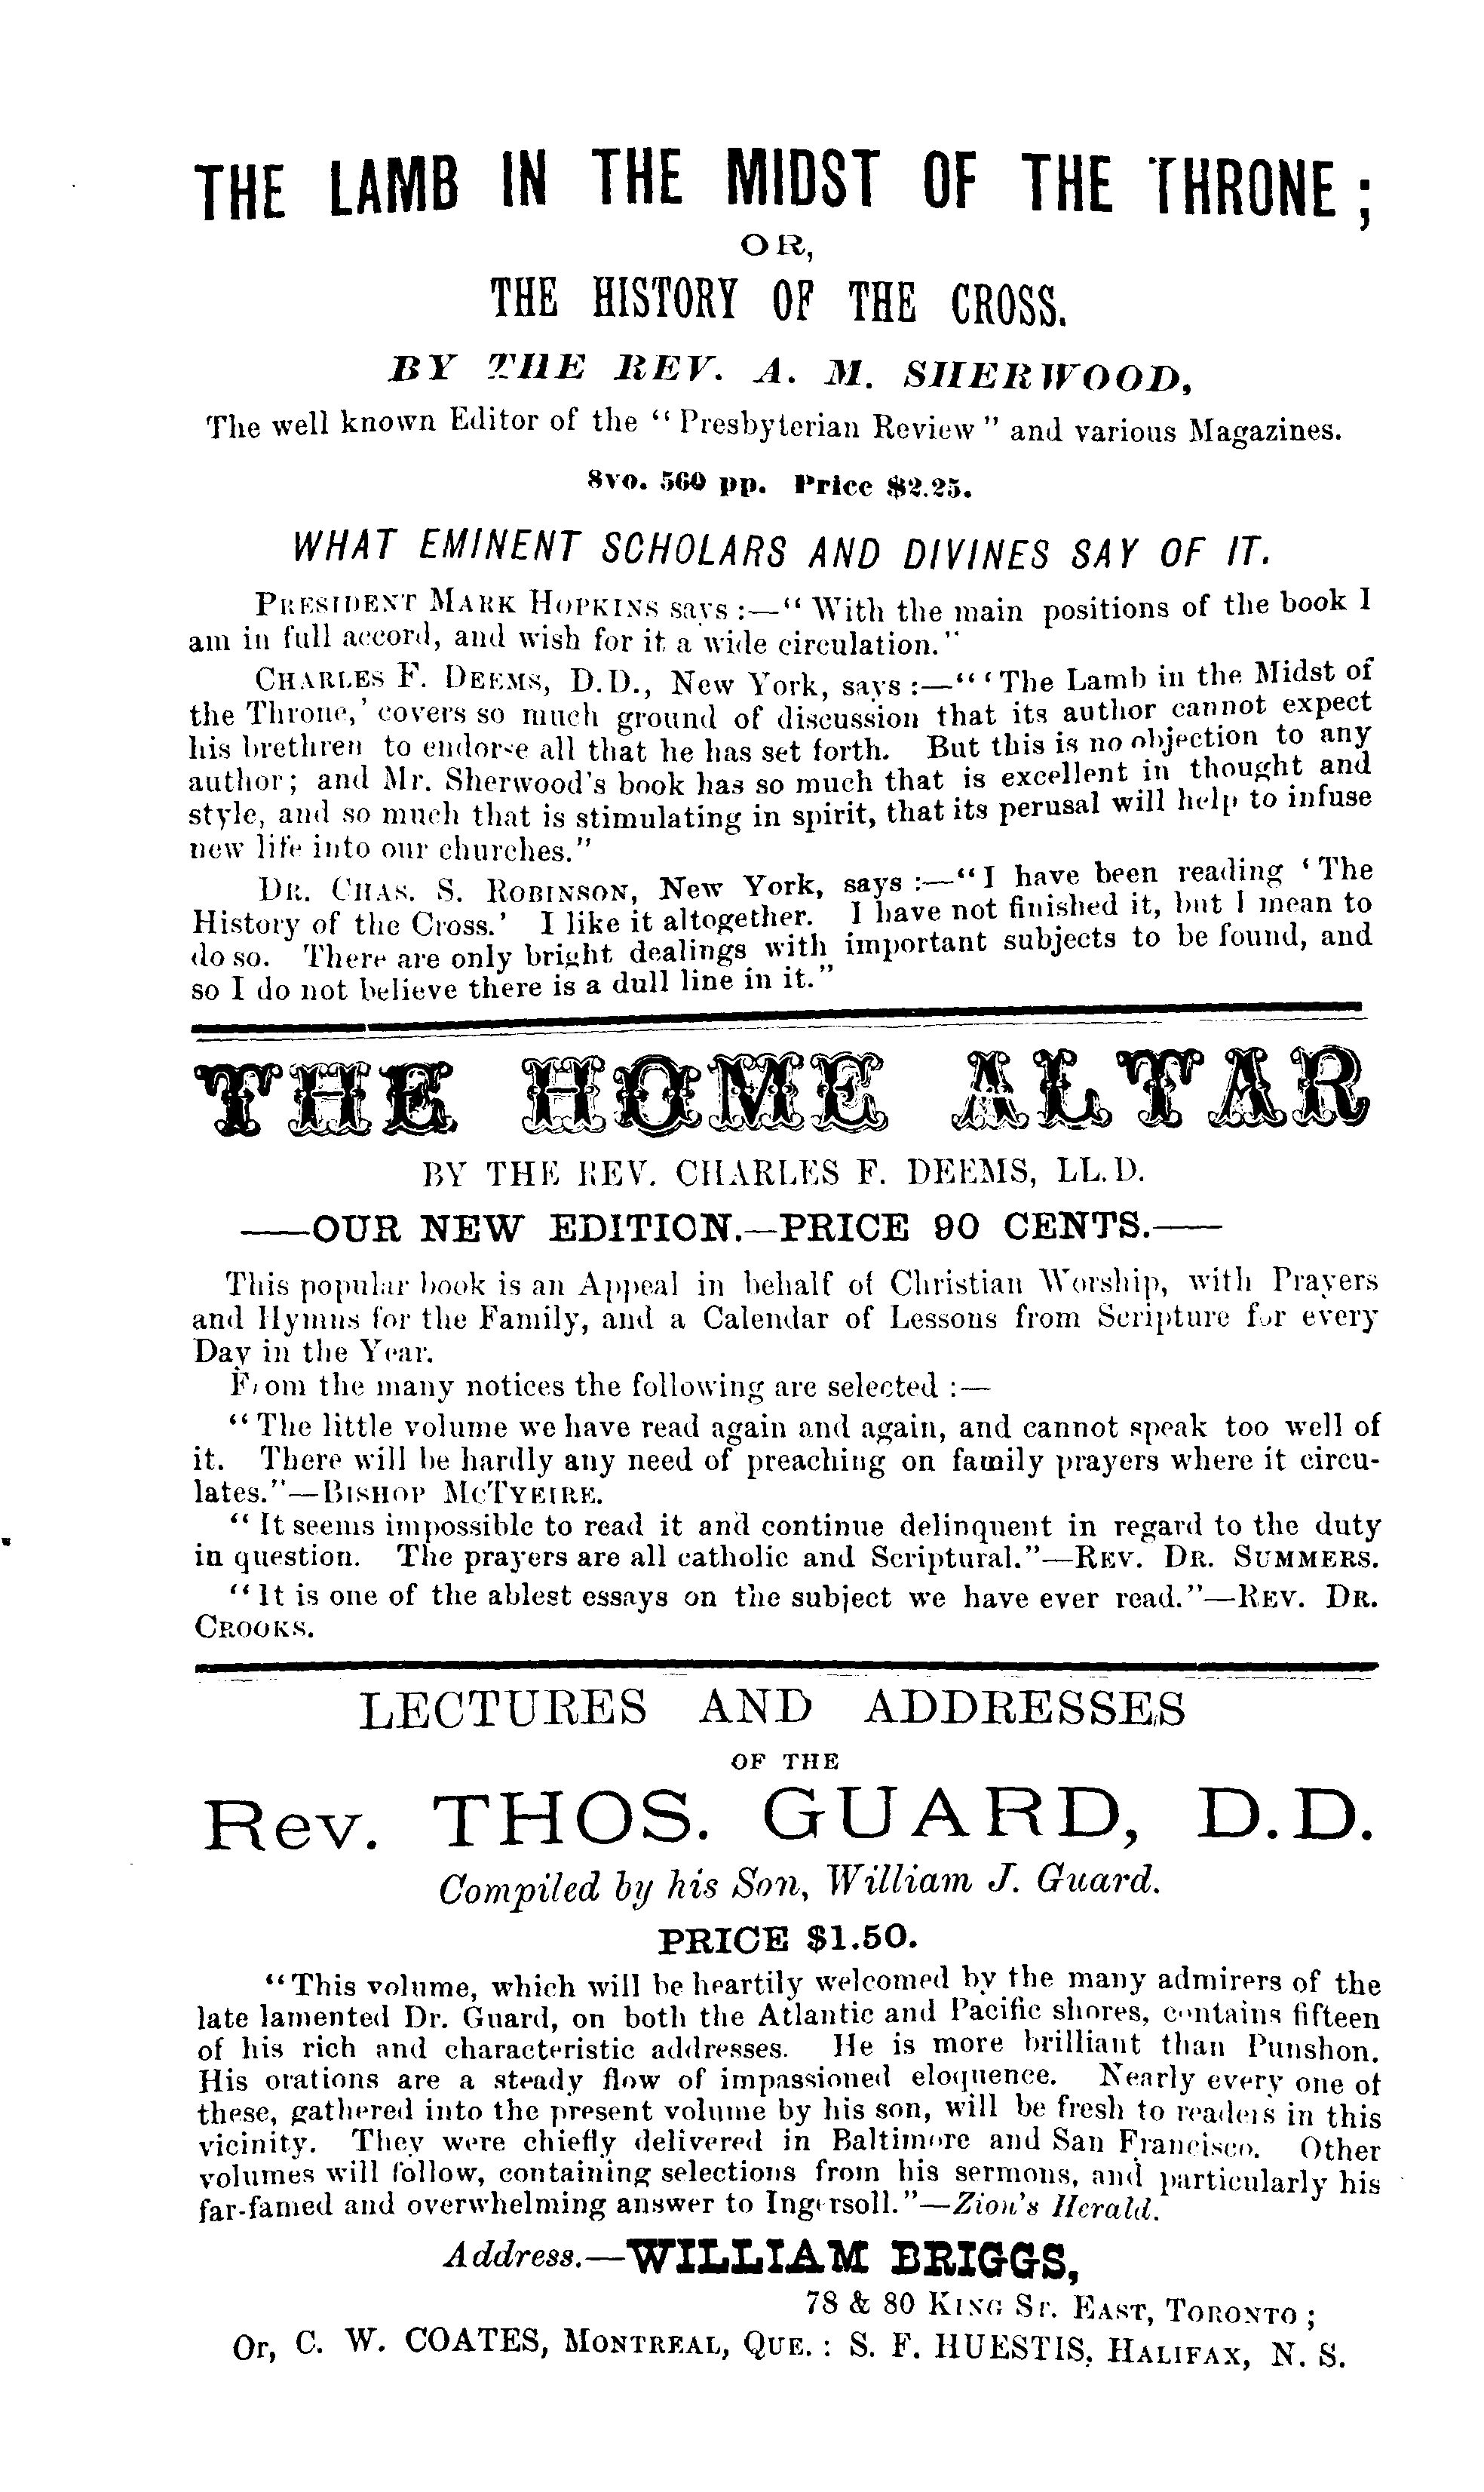 THE LAMB IN THE MIDST OF THE THRONE;
OR,
THE HISTORY OF THE CROSS.
BY THE REV. A. M. SHERWOOD,
The well known Editor of the "Presbyterian Review" and various Magazines.
8vo. 560 pp. Price $2.25.
WHAT EMINENT SCHOLARS AND DIVINES SAY OF IT.
PRESIDENT MARK HOPKINS says:—"With the main positions of the book I
am in full accord, and wish for it a wide circulation."
CHARLES F. DEEMS, D.D., New York, says:—"'The Lamb in the Midst of
the Throne,' covers so much ground of discussion that its author cannot expect
his brethren to endorse all that he has set forth. But this is no objection to any
author; and Mr. Sherwood's book has so much that is excellent in thought and
style, and so much that is stimulating in spirit, that its perusal will help to infuse
new life into our churches."
DR. CHAS. S. ROBINSON, New York, says:—"I have been reading 'The
History of the Cross.' I like it altogether. I have not finished it, but I mean to
do so. There are only bright dealings with important subjects to be found, and
so I do not believe there is a dull line in it."
THE HOME ALTAR
BY THE REV. CHARLES F. DEEMS, LL.D.
—OUR NEW EDITION.—PRICE 90 CENTS.—
This popular book is an Appeal in behalf of Christian Worship, with Prayers
and Hymns for the Family, and a Calendar of Lessons from Scripture for every
Day in the Year.
From the many notices the following are selected:—
"The little volume we have read again and again, and cannot speak too well of
it. There will be hardly any need of preaching on family prayers where it circu-
lates."—BISHOP MCTYEIRE.
"It seems impossible to read it and continue delinquent in regard to the duty
in question. The prayers are all catholic and Scriptural."—REV. DR. SUMMERS.
"It is one of the ablest essays on the subject we have ever read."—REV. DR.
CROOKS.
LECTURES AND ADDRESSES
OF THE
Rev. THOS. GUARD, D.D.
Compiled by his Son, William J. Guard.
PRICE $1.50.
"This volume, which will be heartily welcomed by the many admirers of the
late lamented Dr. Guard, on both the Atlantic and Pacific shores, contains fifteen
of his rich and characteristic addresses. He is more brilliant than Punshon.
His orations are a steady flow of impassioned eloquence. Nearly every one of
these, gathered into the present volume by his son, will be fresh to readers in this
vicinity. They were chiefly delivered in Baltimore and San Francisco. Other
volumes will follow, containing selections from his sermons, and particularly his
far-famed and overwhelming answer to Ingersoll."—Zion's Herald.
Address.—WILLIAM BRIGGS,
78 & 80 KING ST. EAST, TORONTO;
Or, C. W. COATES, MONTREAL, QUE.: S. F. HUESTIS, HALIFAX, N. S.